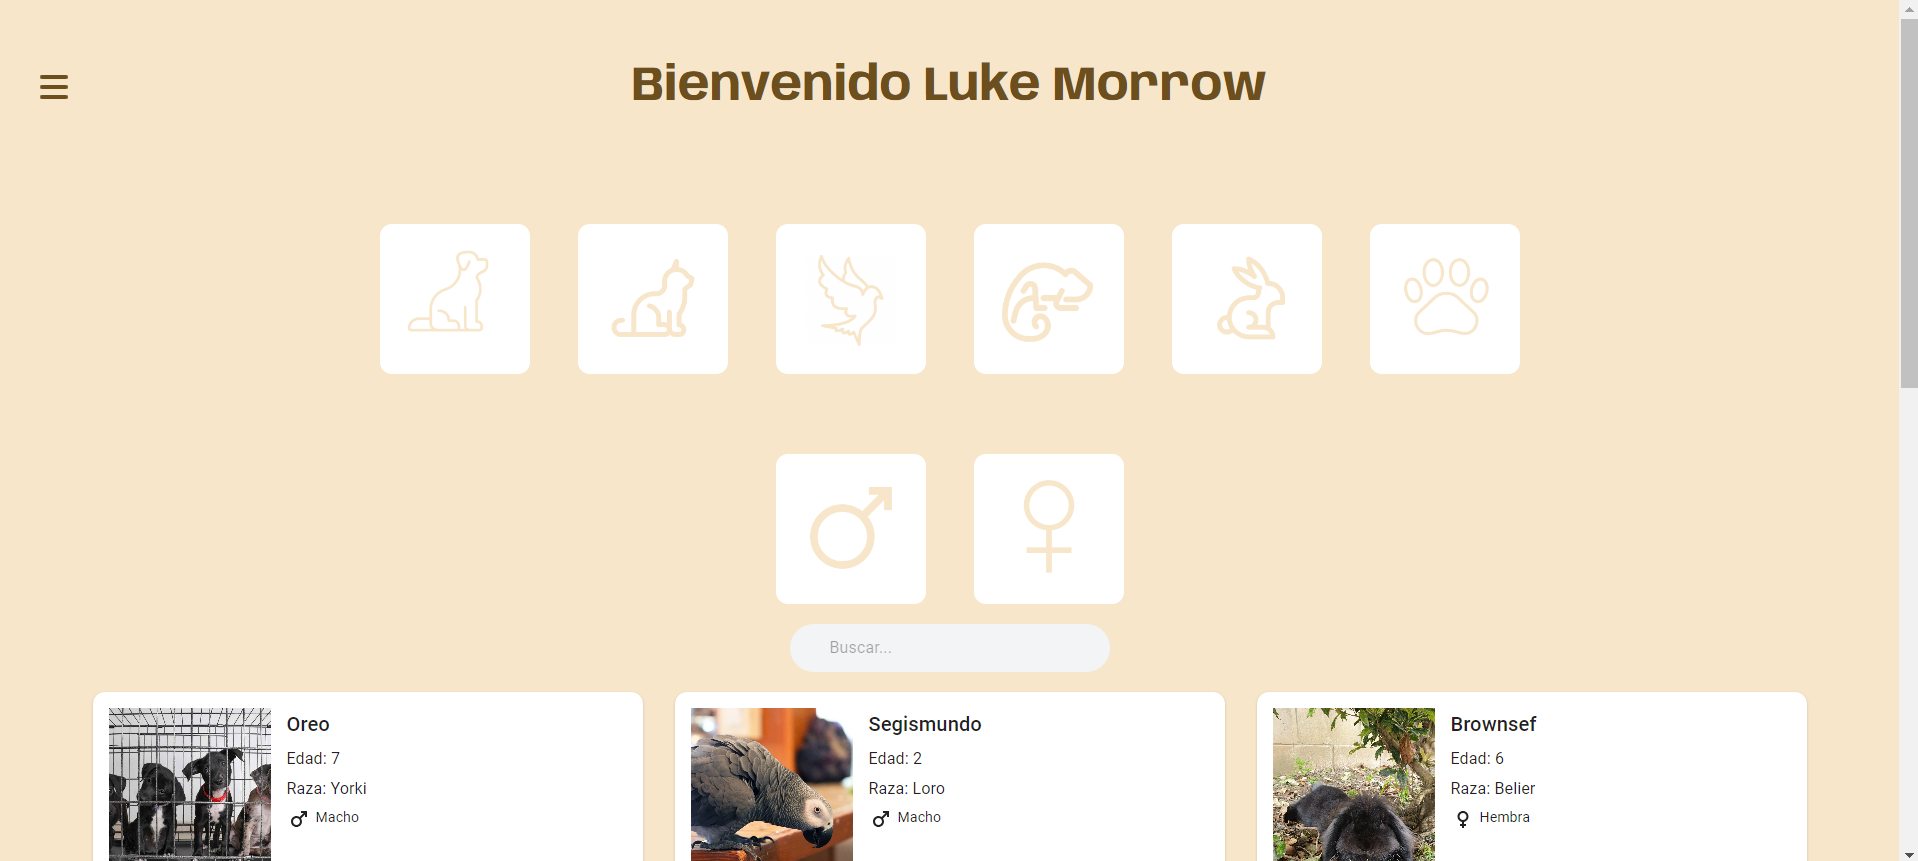 Bienvenido Luke Morrow
Buscar...
Oreo
Edad: 7
Raza: Yorki
Macho
Segismundo
Edad: 2
Raza: Loro
Macho
Brownsef
Edad: 6
Raza: Belier
Hembra